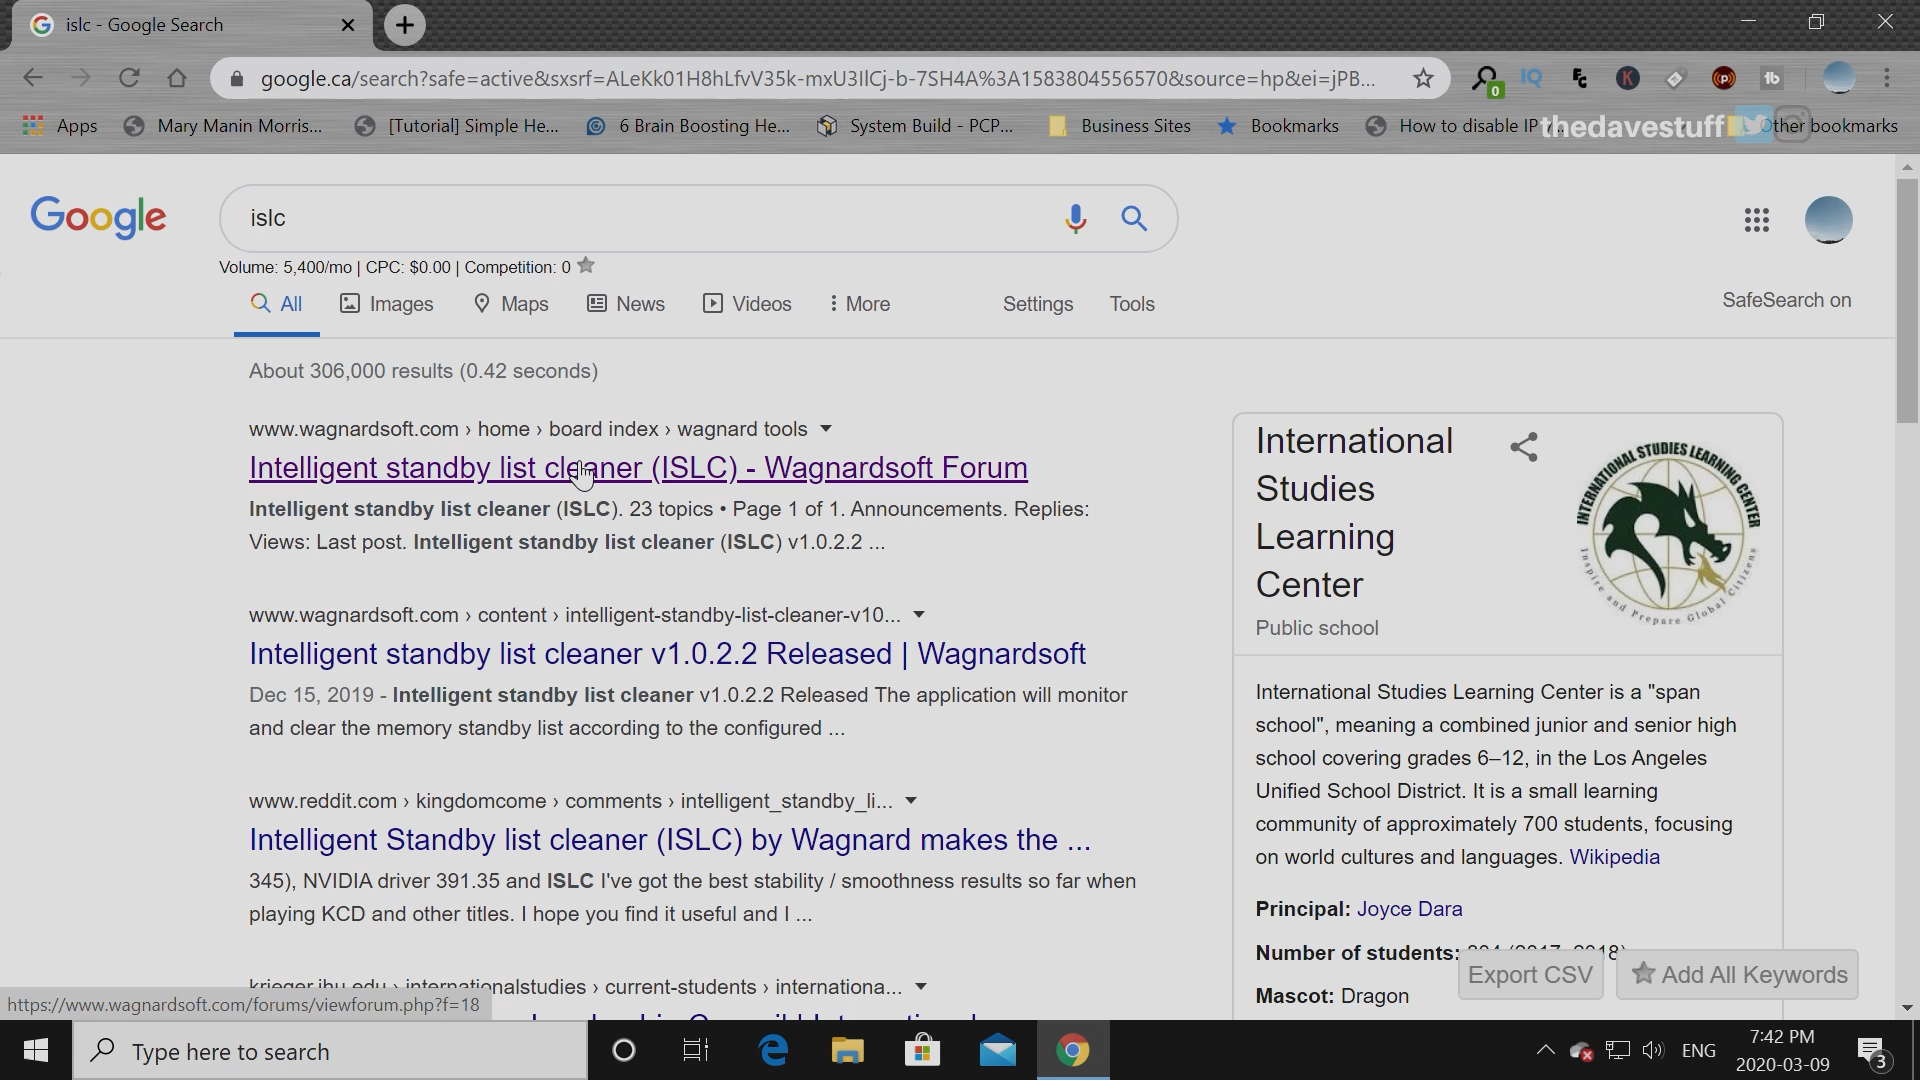 islc - Google Search
google.ca/search?safe=active&sxsrf=ALeKk01H8hLfvV35k-mxU3IlCj-b-7SH4A%3A1583804556570&source=hp&ei=jPB...
0
Apps
Mary Manin Morris...
[Tutorial] Simple He...
6 Brain Boosting He...
System Build - PCP...
Business Sites
Bookmarks
How to disable IP
thedavestuff
Other bookmarks
Google
islc
Volume: 5,400/mo | CPC: $0.00 | Competition: 0
All
Images
Maps
News
Videos
More
Settings
Tools
SafeSearch on
About 306,000 results (0.42 seconds)
www.wagnardsoft.com › home › board index › wagnard tools
Intelligent standby list cleaner (ISLC) - Wagnardsoft Forum
Intelligent standby list cleaner (ISLC). 23 topics • Page 1 of 1. Announcements. Replies:
Views: Last post. Intelligent standby list cleaner (ISLC) v1.0.2.2 ...
www.wagnardsoft.com › content › intelligent-standby-list-cleaner-v10...
Intelligent standby list cleaner v1.0.2.2 Released | Wagnardsoft
Dec 15, 2019 - Intelligent standby list cleaner v1.0.2.2 Released The application will monitor
and clear the memory standby list according to the configured ...
www.reddit.com › kingdomcome › comments › intelligent_standby_li...
Intelligent Standby list cleaner (ISLC) by Wagnard makes the ...
345), NVIDIA driver 391.35 and ISLC I've got the best stability / smoothness results so far when
playing KCD and other titles. I hope you find it useful and I ...
krieger.jhu.edu › internationalstudies › current-students › internationa...
https://www.wagnardsoft.com/forums/viewforum.php?f=18
International
Studies
Learning
Center
Public school
INTERNATIONAL STUDIES LEARNING CENTER
Inspire and Prepare Global Citizens
International Studies Learning Center is a "span
school", meaning a combined junior and senior high
school covering grades 6–12, in the Los Angeles
Unified School District. It is a small learning
community of approximately 700 students, focusing
on world cultures and languages. Wikipedia
Principal: Joyce Dara
Number of students:
Mascot: Dragon
Export CSV
Add All Keywords
Type here to search
ENG
7:42 PM
2020-03-09
3